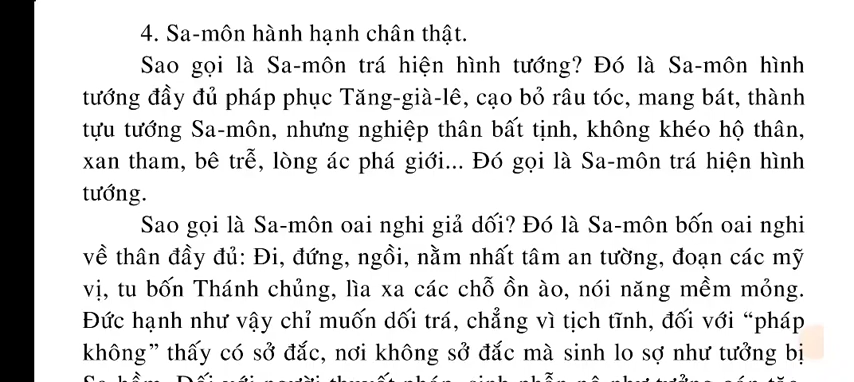 4. Sa-môn hành hạnh chân thật.
Sao gọi là Sa-môn trá hiện hình tướng? Đó là Sa-môn hình
tướng đầy đủ pháp phục Tăng-già-lê, cạo bỏ râu tóc, mang bát, thành
tựu tướng Sa-môn, nhưng nghiệp thân bất tịnh, không khéo hộ thân,
xan tham, bê trễ, lòng ác phá giới... Đó gọi là Sa-môn trá hiện hình
tướng.
Sao gọi là Sa-môn oai nghi giả dối? Đó là Sa-môn bốn oai nghi
về thân đầy đủ: Đi, đứng, ngồi, nằm nhất tâm an tường, đoạn các mỹ
vị, tu bốn Thánh chủng, lìa xa các chỗ ồn ào, nói năng mềm mỏng.
Đức hạnh như vậy chỉ muốn dối trá, chẳng vì tịch tĩnh, đối với “pháp
không” thấy có sở đắc, nơi không sở đắc mà sinh lo sợ như tưởng bị